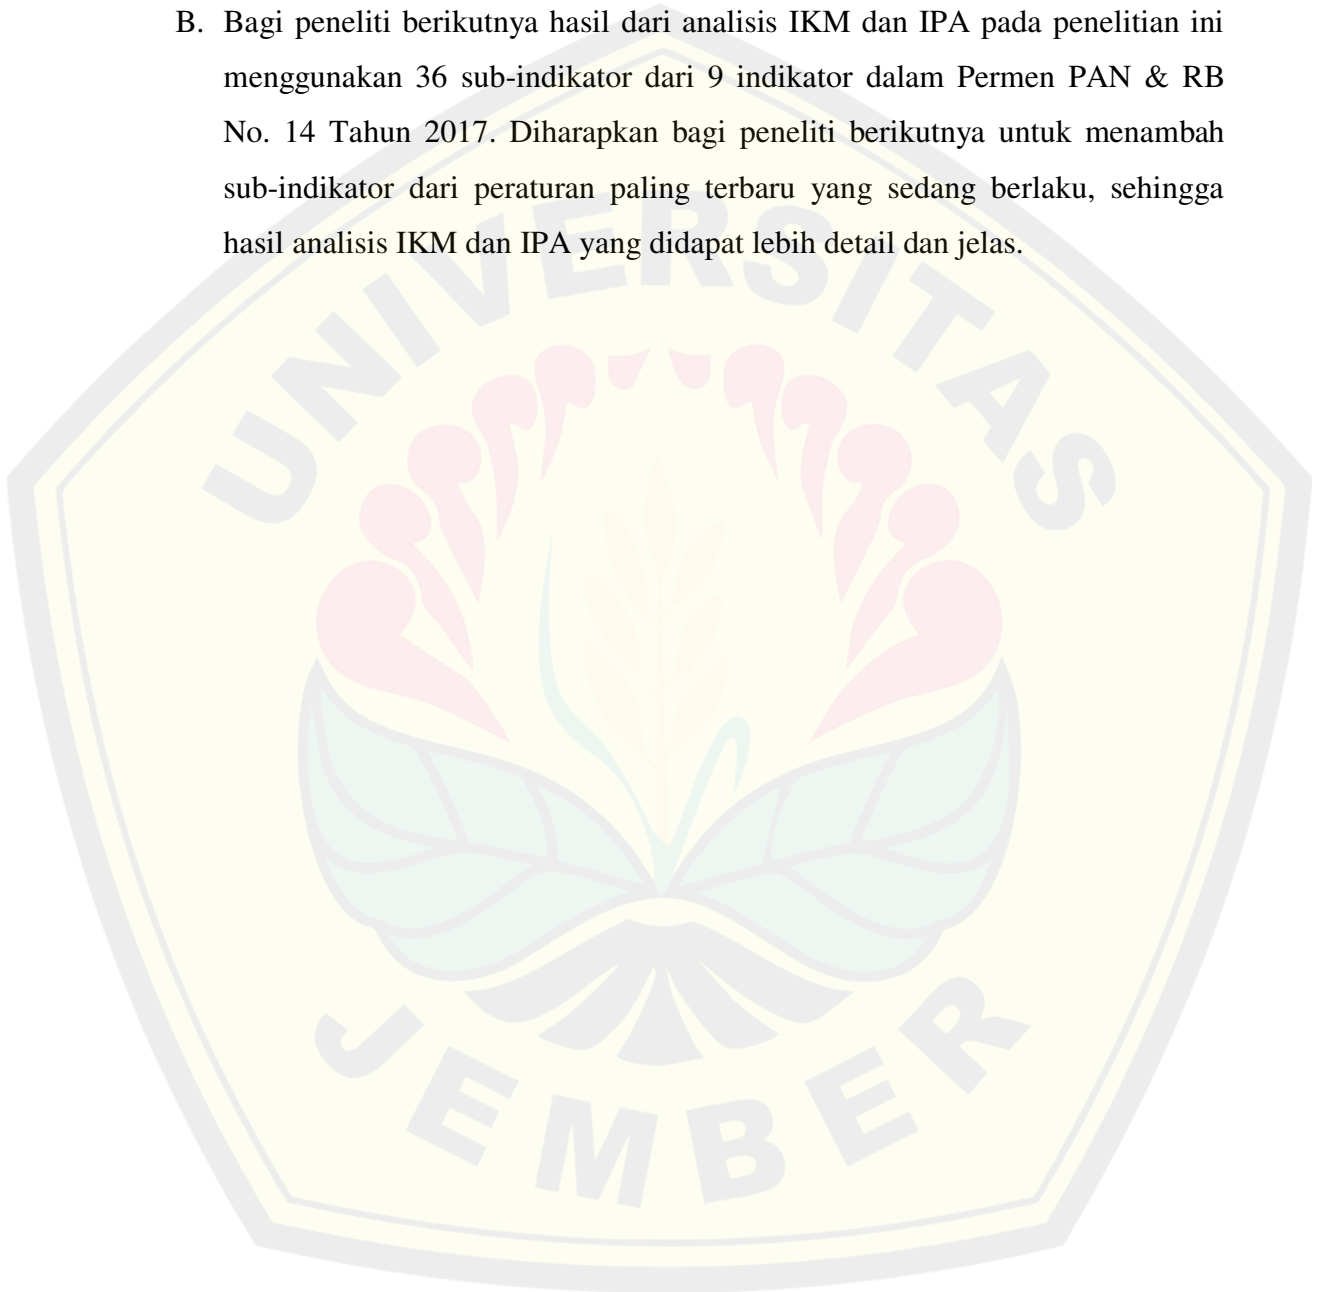 B. Bagi peneliti berikutnya hasil dari analisis IKM dan IPA pada penelitian ini
menggunakan 36 sub-indikator dari 9 indikator dalam Permen PAN & RB
No. 14 Tahun 2017. Diharapkan bagi peneliti berikutnya untuk menambah
sub-indikator dari peraturan paling terbaru yang sedang berlaku, sehingga
hasil analisis IKM dan IPA yang didapat lebih detail dan jelas.
UNIVERSITAS
JEMBER